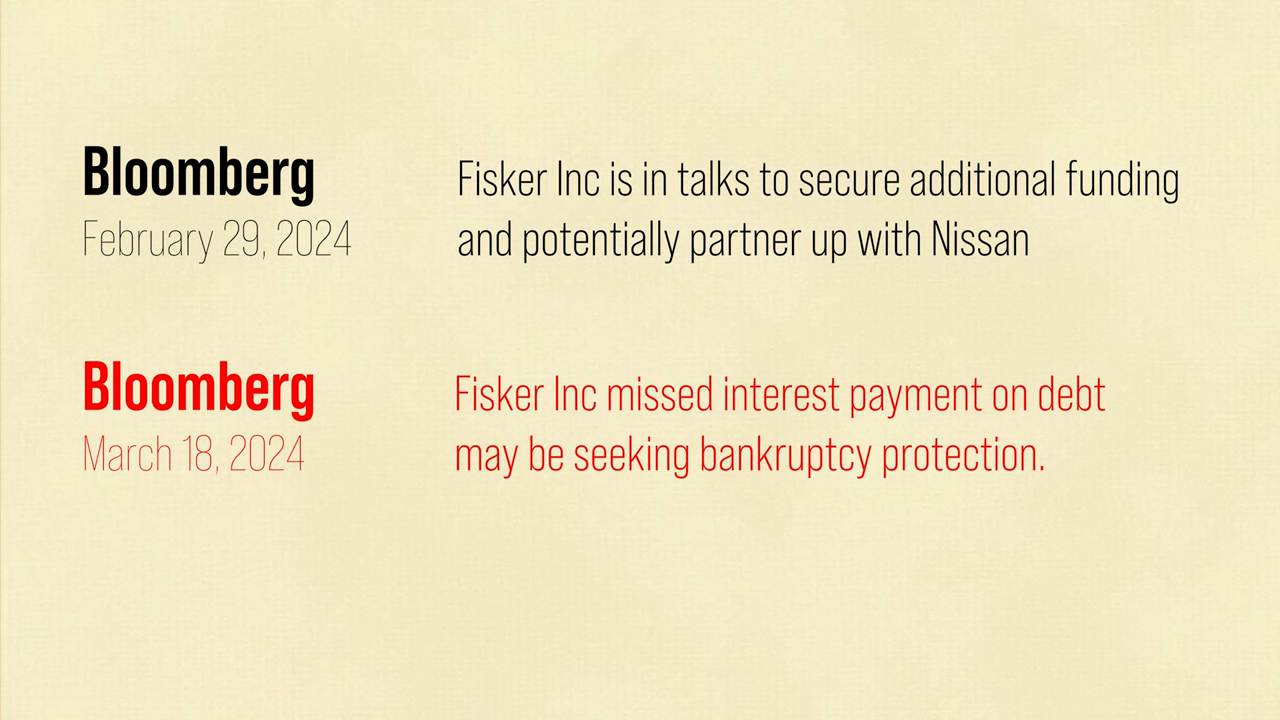 Bloomberg
February 29, 2024
Fisker Inc is in talks to secure additional funding
and potentially partner up with Nissan
Bloomberg
March 18, 2024
Fisker Inc missed interest payment on debt
may be seeking bankruptcy protection.